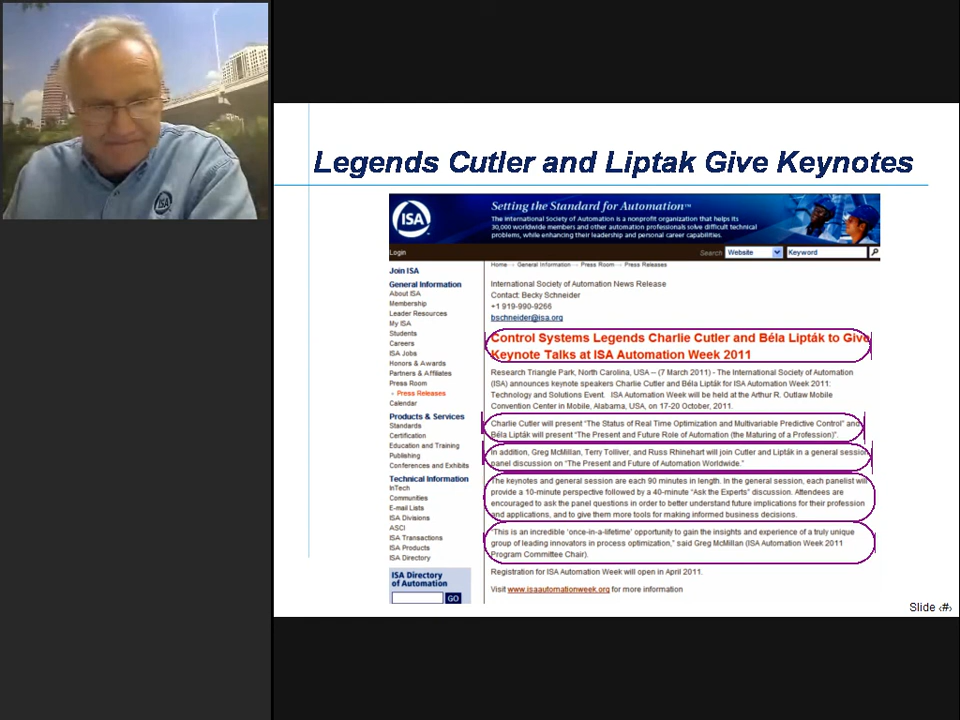 Legends Cutler and Liptak Give Keynotes
ISA
Setting the Standard for Automation™
The International Society of Automation is a nonprofit organization that helps its
30,000 worldwide members and other automation professionals solve difficult technical
problems, while enhancing their leadership and personal career capabilities.
Login
Search Website Keyword
Home General Information Press Room Press Releases
Join ISA
General Information
About ISA
Membership
Leader Resources
My ISA
Students
Careers
ISA Jobs
Honors & Awards
Partners & Affiliates
Press Room
Press Releases
Calendar
Products & Services
Standards
Certification
Education and Training
Publishing
Conferences and Exhibits
Technical Information
InTech
Communities
E-mail Lists
ISA Divisions
ASCI
ISA Transactions
ISA Products
ISA Directory
ISA Directory
of Automation
GO
International Society of Automation News Release
Contact: Becky Schneider
+1 919-990-9266
bschneider@isa.org
Control Systems Legends Charlie Cutler and Béla Lipták to Give
Keynote Talks at ISA Automation Week 2011
Research Triangle Park, North Carolina, USA -- (7 March 2011) - The International Society of Automation
(ISA) announces keynote speakers Charlie Cutler and Béla Lipták for ISA Automation Week 2011:
Technology and Solutions Event. ISA Automation Week will be held at the Arthur R. Outlaw Mobile
Convention Center in Mobile, Alabama, USA, on 17-20 October, 2011.
Charlie Cutler will present "The Status of Real Time Optimization and Multivariable Predictive Control" and
Béla Lipták will present "The Present and Future Role of Automation (the Maturing of a Profession)".
In addition, Greg McMillan, Terry Tolliver, and Russ Rhinehart will join Cutler and Lipták in a general session
panel discussion on "The Present and Future of Automation Worldwide."
The keynotes and general session are each 90 minutes in length. In the general session, each panelist will
provide a 10-minute perspective followed by a 40-minute "Ask the Experts" discussion. Attendees are
encouraged to ask the panel questions in order to better understand future implications for their profession
and applications, and to give them more tools for making informed business decisions.
"This is an incredible 'once-in-a-lifetime' opportunity to gain the insights and experience of a truly unique
group of leading innovators in process optimization," said Greg McMillan (ISA Automation Week 2011
Program Committee Chair).
Registration for ISA Automation Week will open in April 2011.
Visit www.isaautomationweek.org for more information
Slide ‹#›
ISA